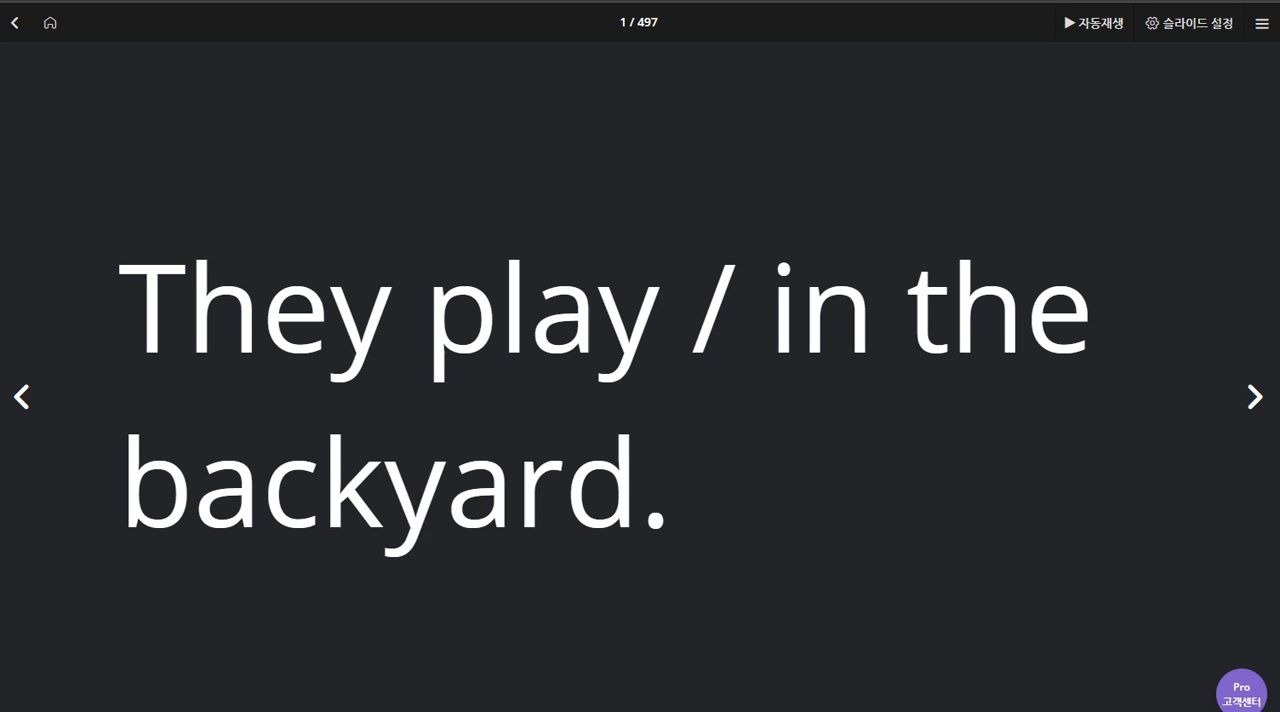 1 / 497
▶ 자동재생
슬라이드 설정
They play / in the
backyard.
Pro
고객센터